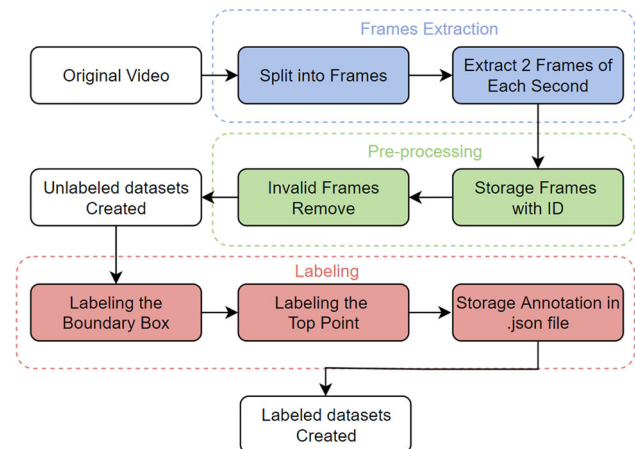 Frames Extraction
Original Video
Split into Frames
Extract 2 Frames of
Each Second
Pre-processing
Unlabeled datasets
Created
Invalid Frames
Remove
Storage Frames
with ID
Labeling
Labeling the
Boundary Box
Labeling the
Top Point
Storage Annotation in
.json file
Labeled datasets
Created